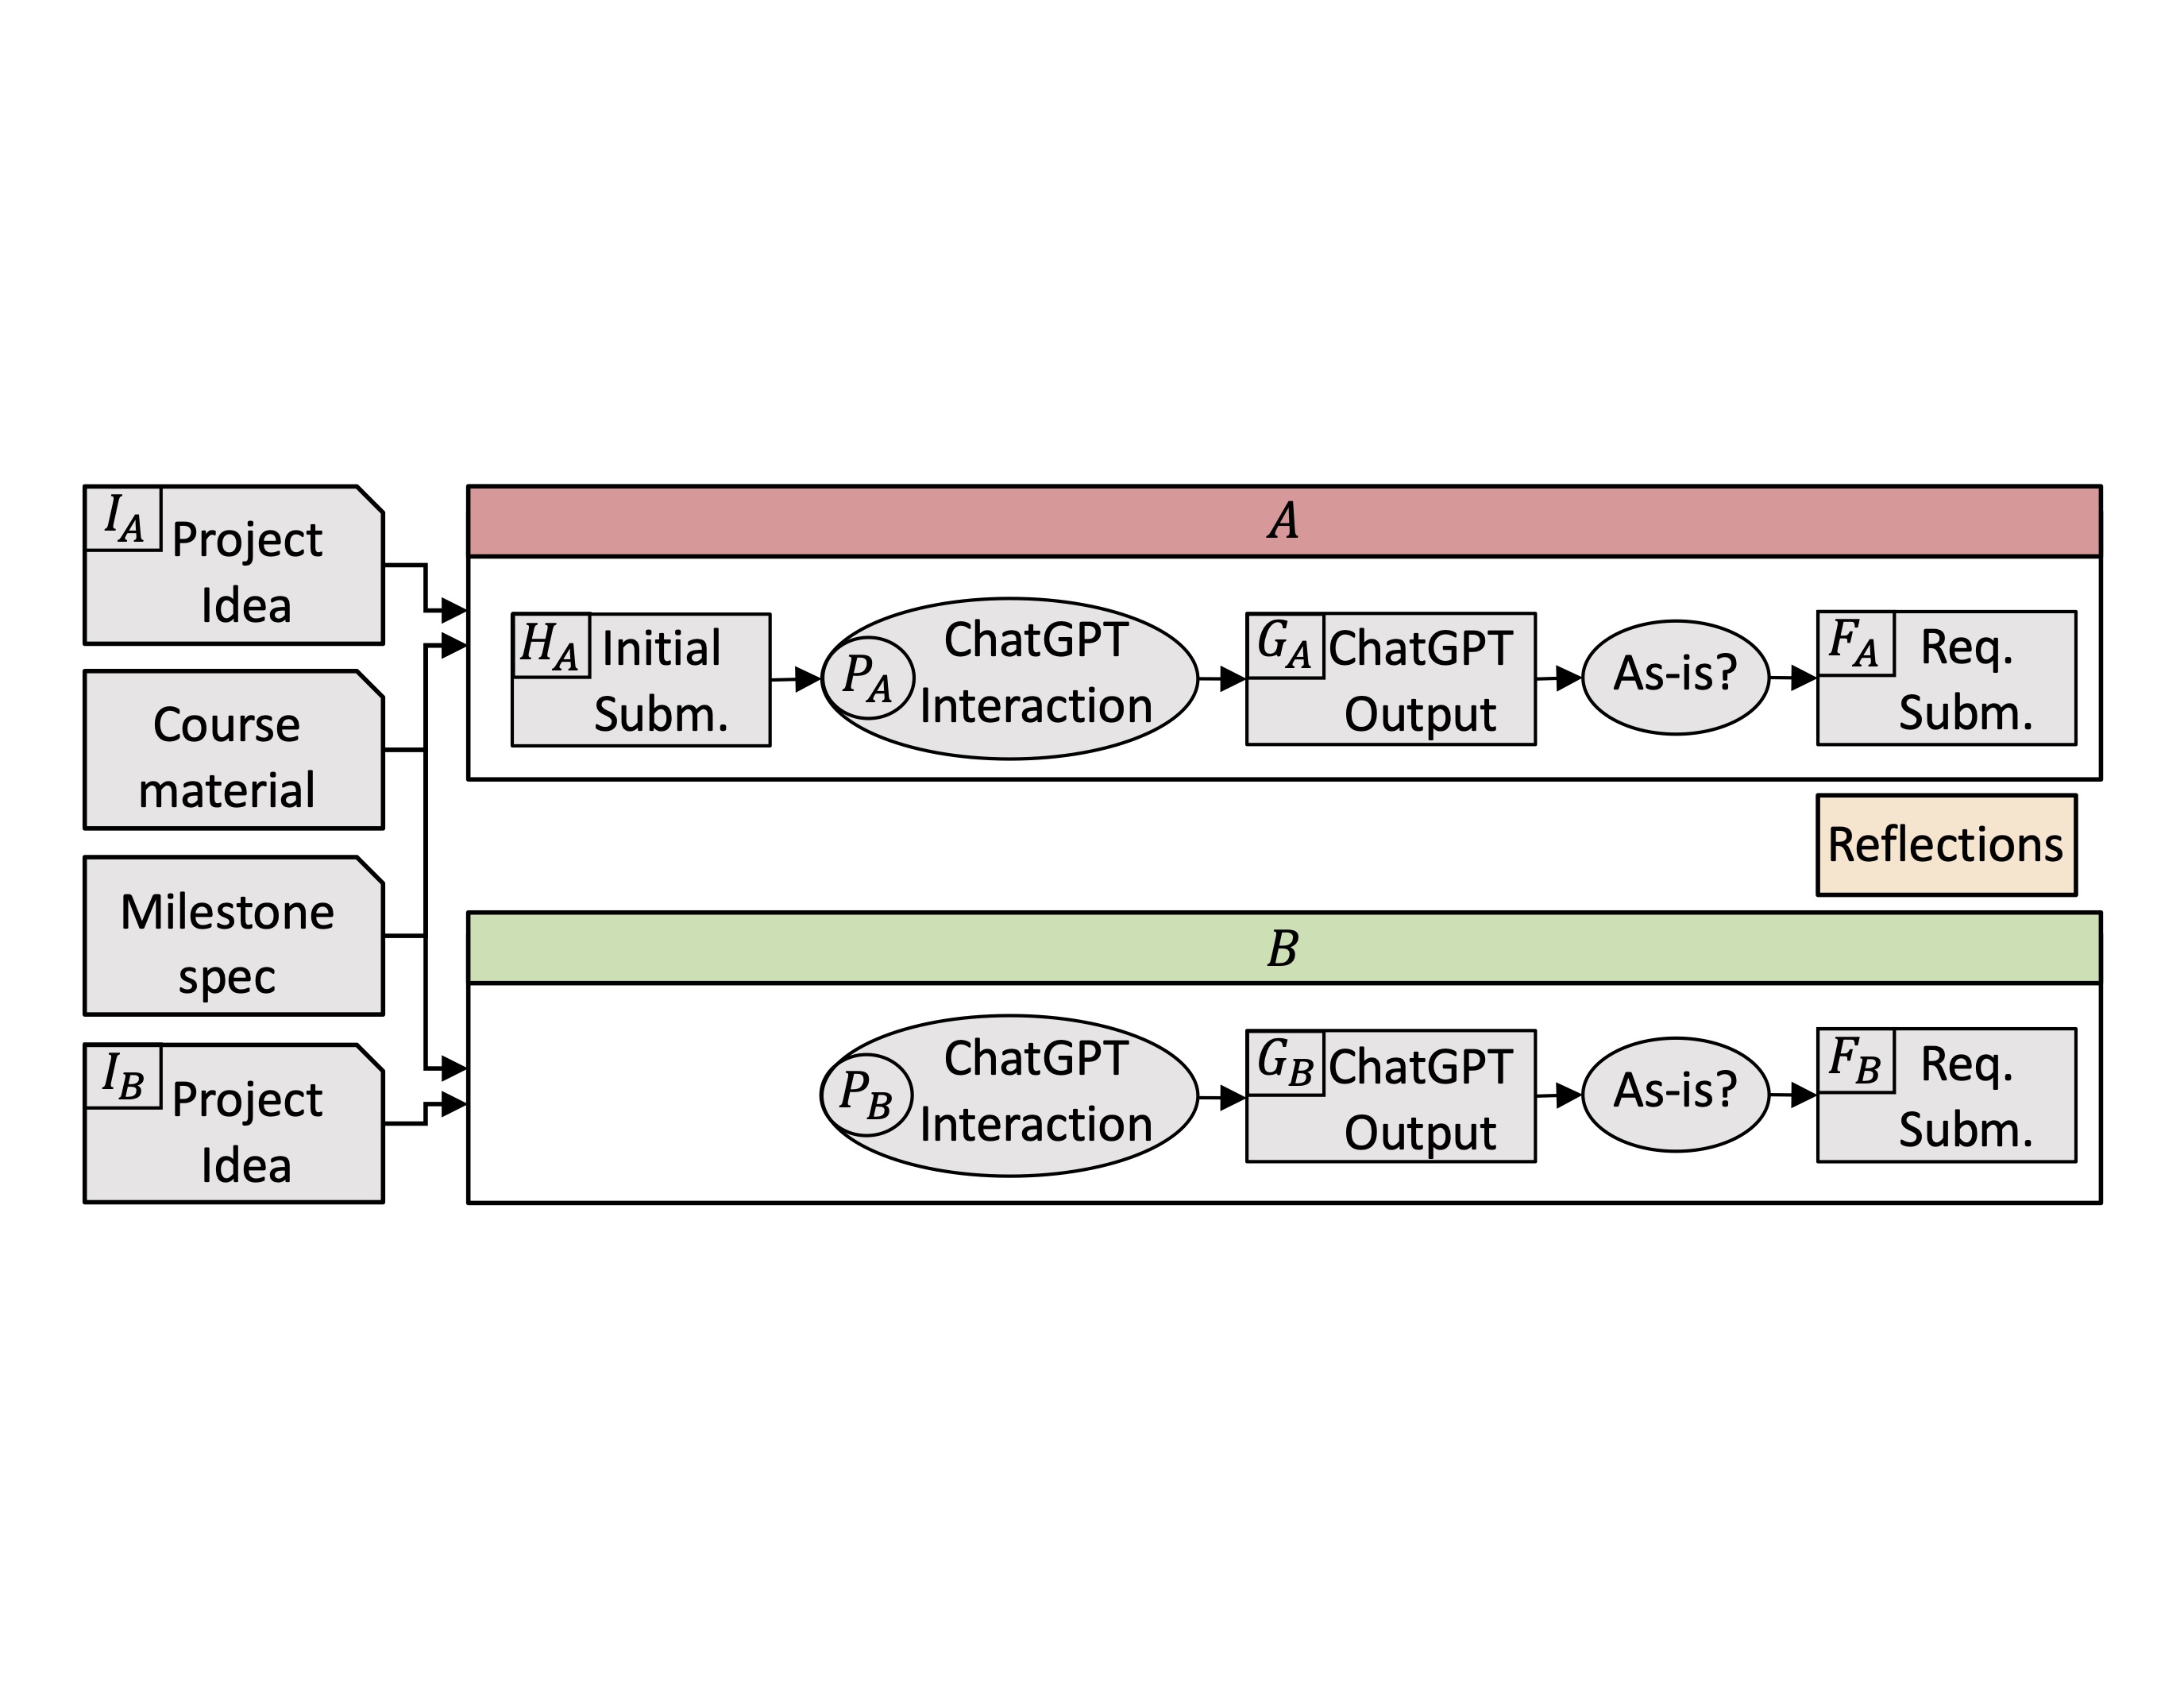 I_A
Project
Idea
Course
material
Milestone
spec
I_B
Project
Idea
A
H_A
Initial
Subm.
P_A
ChatGPT
Interaction
G_A
ChatGPT
Output
As-is?
F_A
Req.
Subm.
Reflections
B
P_B
ChatGPT
Interaction
G_B
ChatGPT
Output
As-is?
F_B
Req.
Subm.